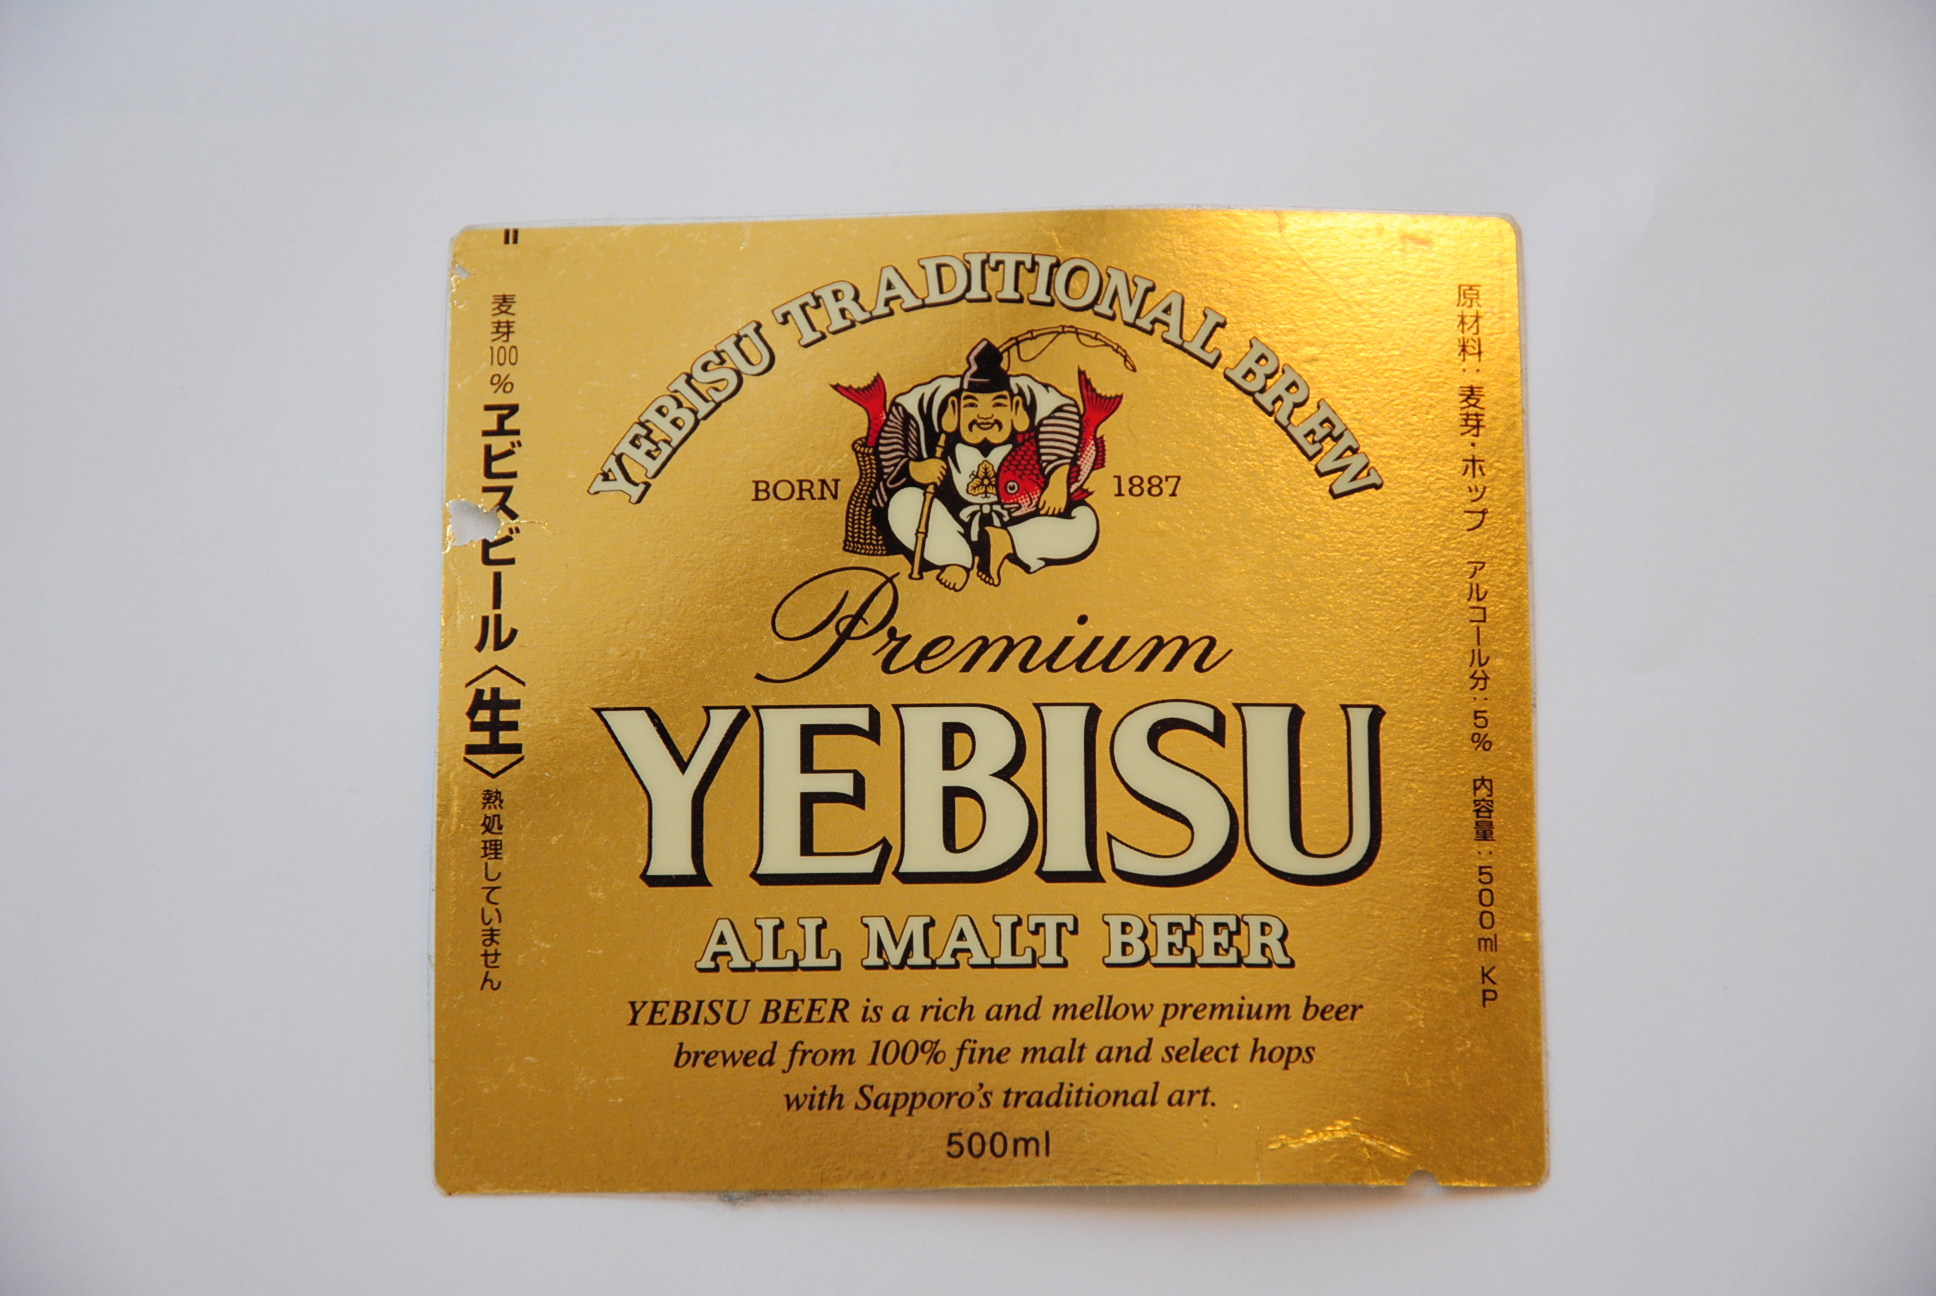 麦芽100%ヱビスビール〈生〉熱処理していません
YEBISU TRADITIONAL BREW
BORN 1887
Premium
YEBISU
ALL MALT BEER
YEBISU BEER is a rich and mellow premium beer
brewed from 100% fine malt and select hops
with Sapporo's traditional art.
500ml
原材料:麦芽・ホップ アルコール分:5% 内容量:500ml KP